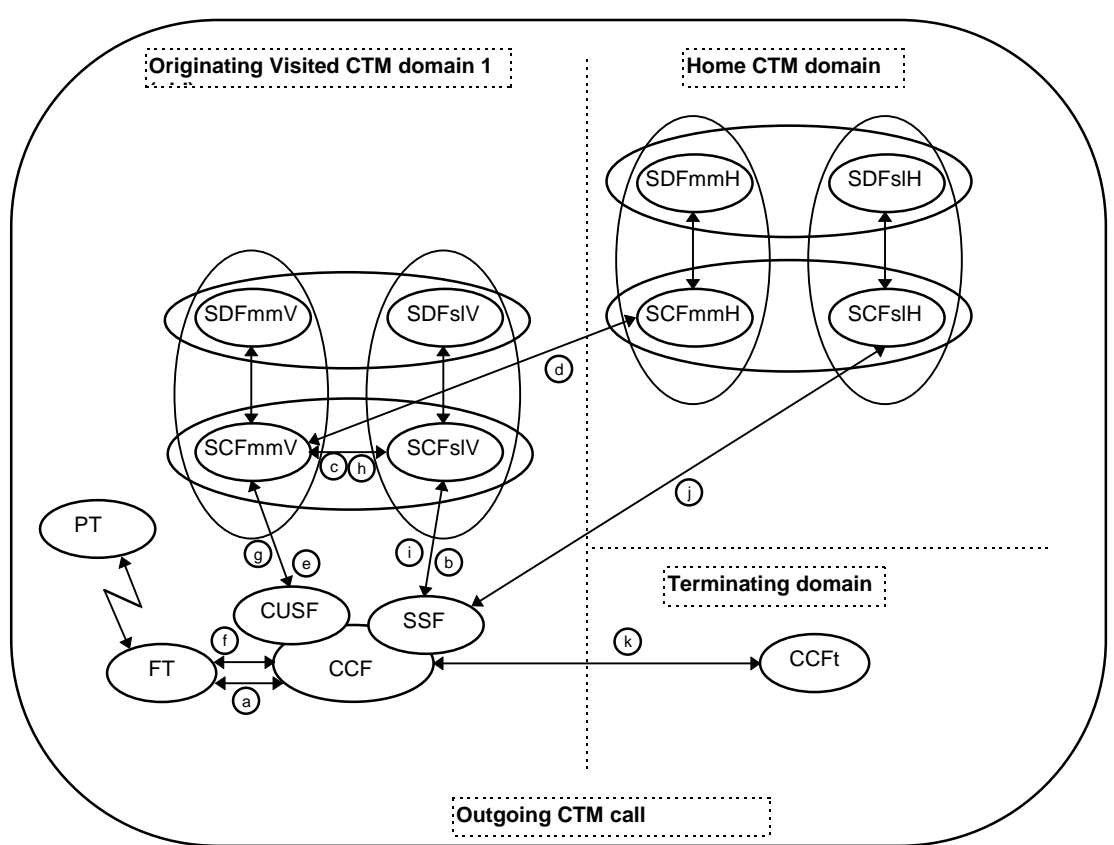 Originating Visited CTM domain 1
Home CTM domain
SDFmmH
SDFslH
SCFmmH
SCFslH
SDFmmV
SDFslV
d
SCFmmV
SCFslV
c
h
j
PT
g
e
i
b
Terminating domain
CUSF
SSF
f
k
FT
CCF
CCFt
a
Outgoing CTM call